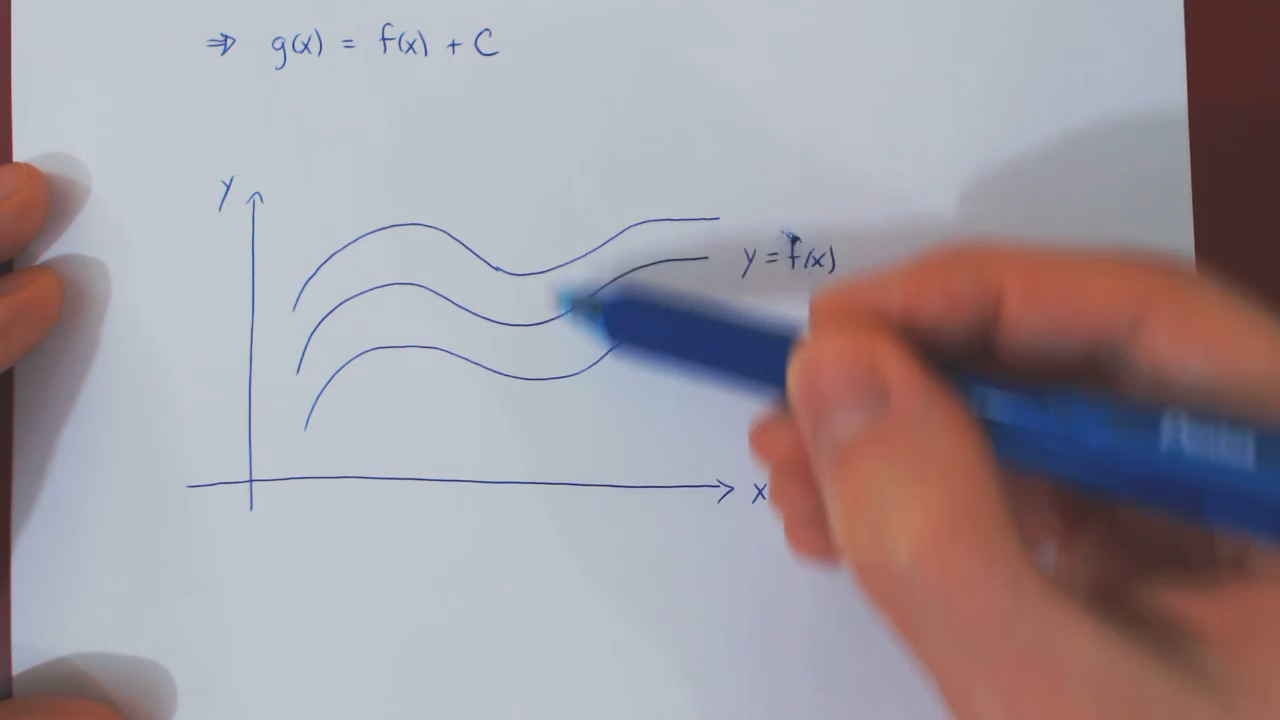 ⇒ g(x) = f(x) + C
y
y = f(x)
x